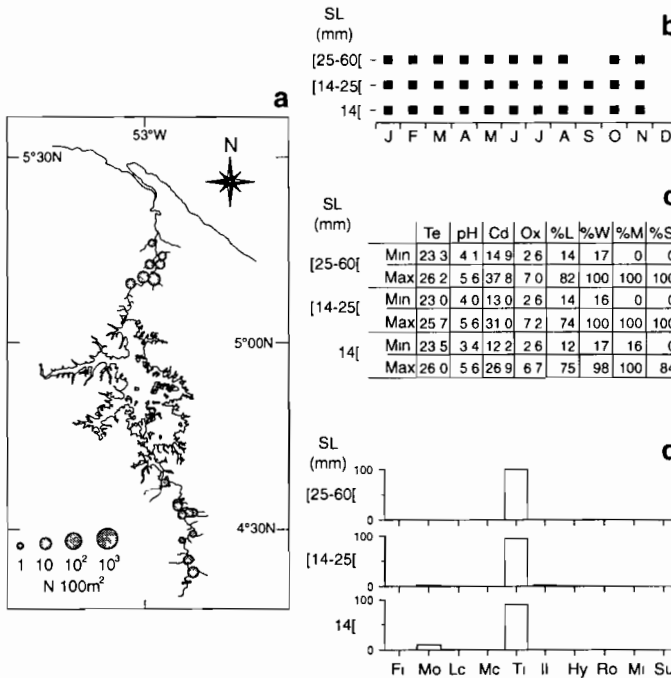 a
53°W
5°30N
N
5°00N
4°30N
1 10 10² 10³
N 100m²
SL
(mm)
b
[25-60[
[14-25[
14[
J F M A M J J A S O N D
SL
(mm)
Te pH Cd Ox %L %W %M %S
[25-60[
Min 23 3 4 1 14 9 2 6 14 17 0 0
Max 26 2 5 6 37 8 7 0 82 100 100 100
[14-25[
Min 23 0 4 0 13 0 2 6 14 16 0 0
Max 25 7 5 6 31 0 7 2 74 100 100 100
14[
Min 23 5 3 4 12 2 2 6 12 17 16 0
Max 26 0 5 6 26 9 6 7 75 98 100 84
SL
(mm)
d
100
[25-60[
0
100
[14-25[
0
100
14[
0
Fi Mo Lc Mc Ti Il Hy Ro Mi Su